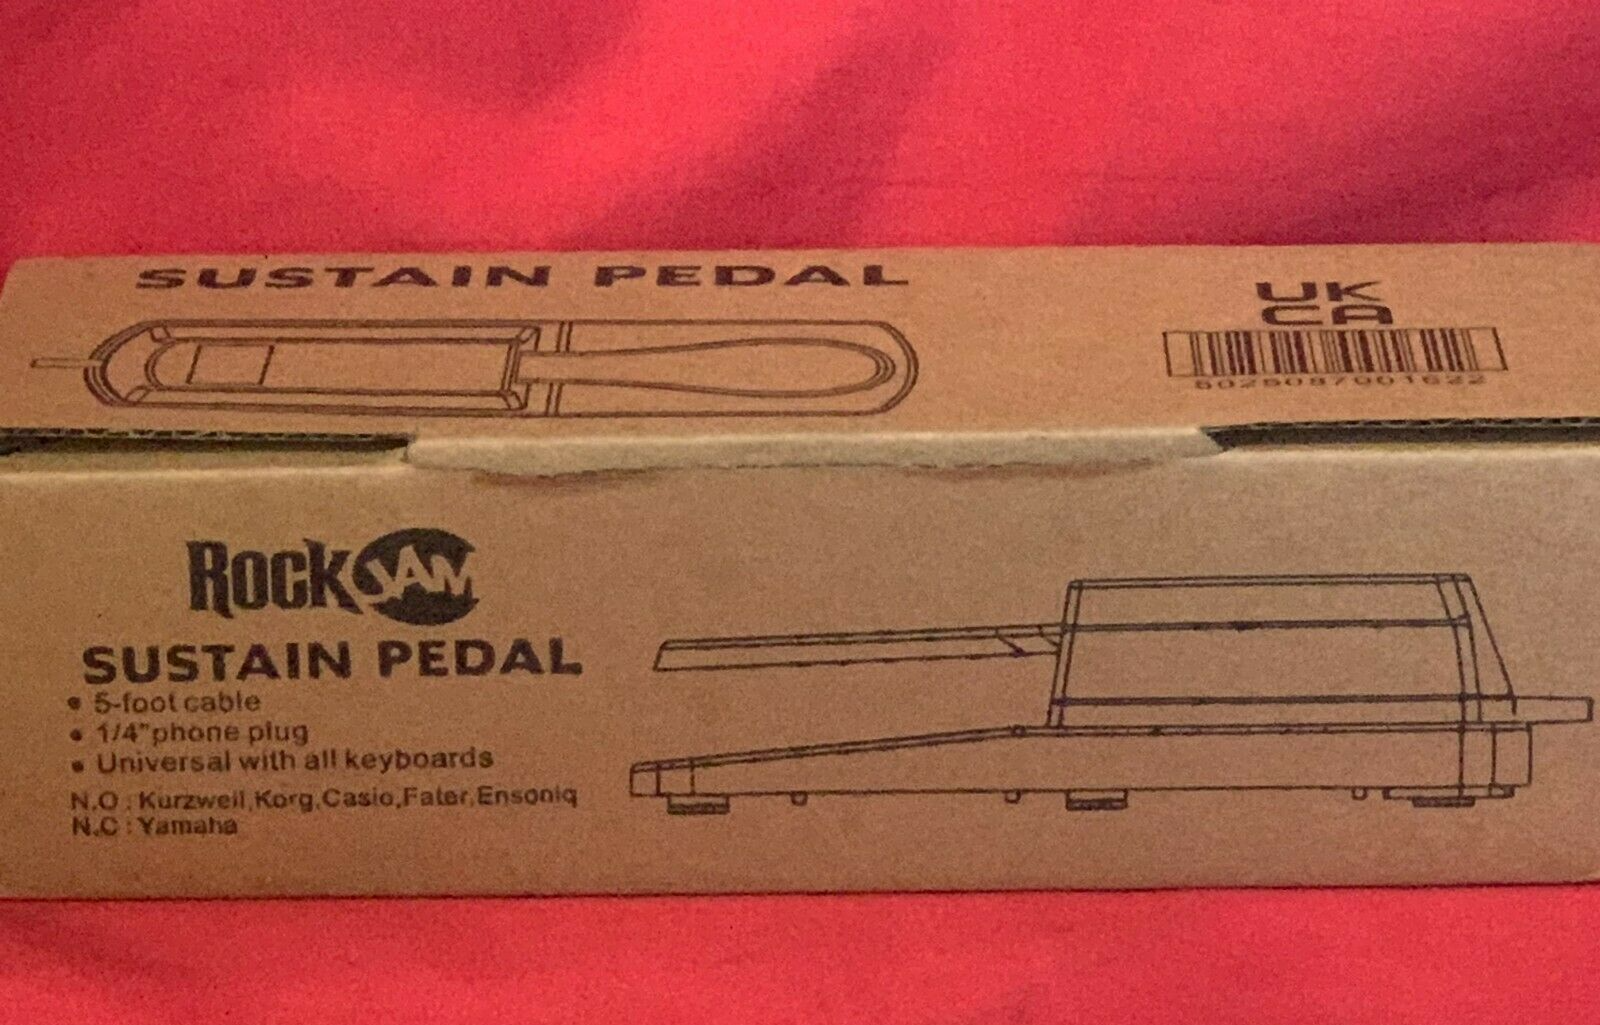 SUSTAIN PEDAL
UK
CA
5025087001622
ROCKJAM
SUSTAIN PEDAL
• 5-foot cable
• 1/4"phone plug
• Universal with all keyboards
N.O : Kurzweil,Korg,Casio,Fater,Ensoniq
N.C : Yamaha